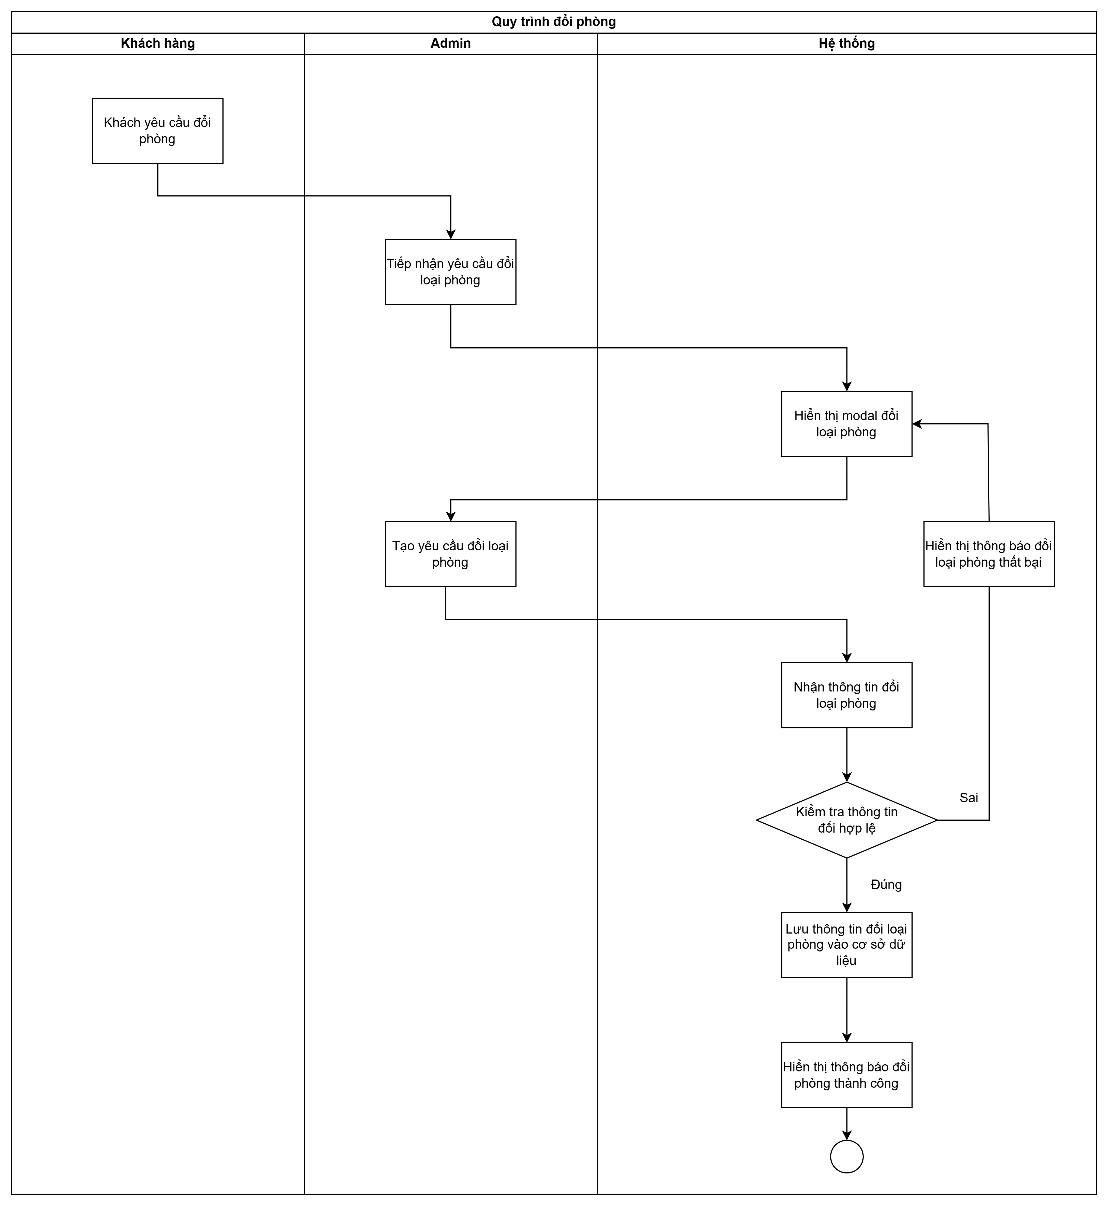 Quy trình đổi phòng
Khách hàng
Admin
Hệ thống
Khách yêu cầu đổi
phòng
Tiếp nhận yêu cầu đổi
loại phòng
Hiển thị modal đổi
loại phòng
Tạo yêu cầu đổi loại
phòng
Hiển thị thông báo đổi
loại phòng thất bại
Nhận thông tin đổi
loại phòng
Kiểm tra thông tin
đổi hợp lệ
Sai
Đúng
Lưu thông tin đổi loại
phòng vào cơ sở dữ
liệu
Hiển thị thông báo đổi
phòng thành công